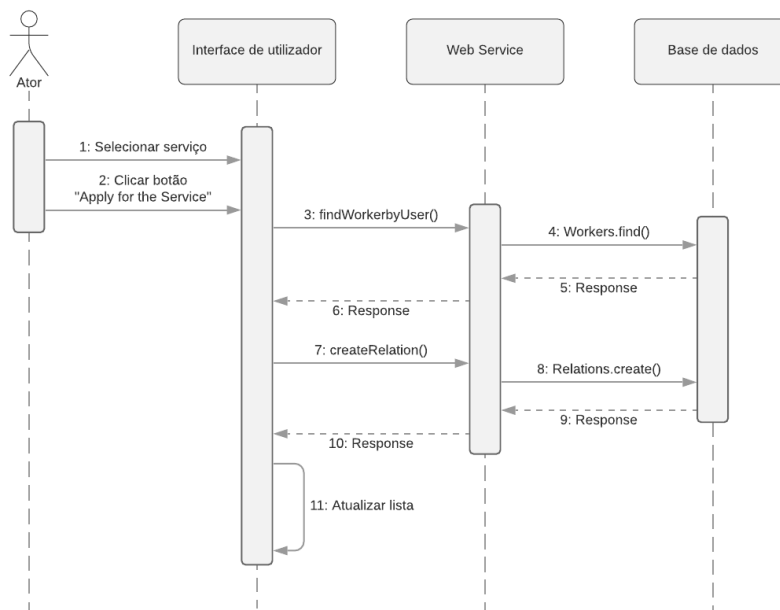 Ator
Interface de utilizador
Web Service
Base de dados
1: Selecionar serviço
2: Clicar botão
"Apply for the Service"
3: findWorkerbyUser()
4: Workers.find()
5: Response
6: Response
7: createRelation()
8: Relations.create()
9: Response
10: Response
11: Atualizar lista